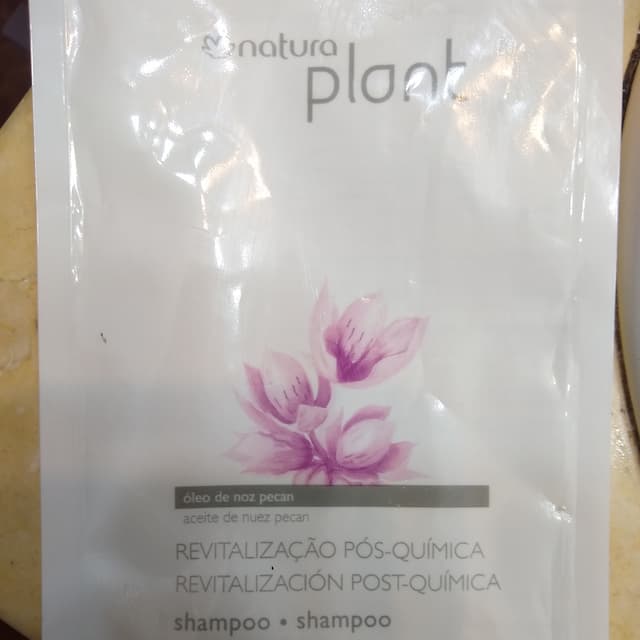 natura
plant
óleo de noz pecan
aceite de nuez pecan
REVITALIZAÇÃO PÓS-QUÍMICA
REVITALIZACIÓN POST-QUÍMICA
shampoo • shampoo